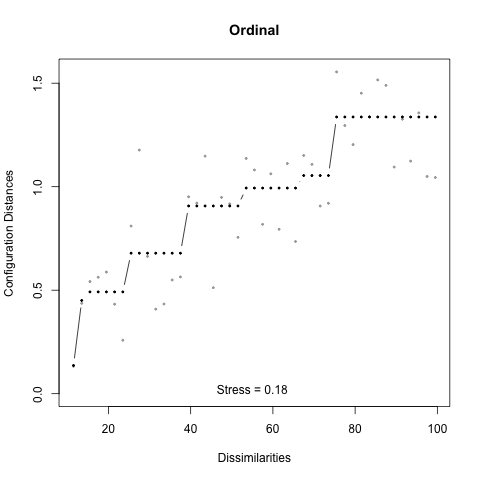 Ordinal
Configuration Distances
1.5
1.0
0.5
0.0
Stress = 0.18
20 40 60 80 100
Dissimilarities